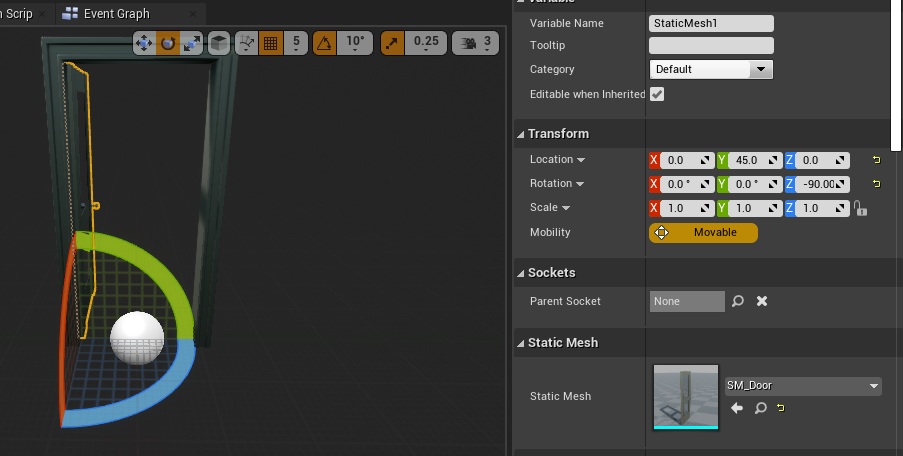 n Scrip
Event Graph
5
10°
0.25
3
Variable Name
StaticMesh1
Tooltip
Category
Default
Editable when Inherited
Transform
Location
X 0.0 Y 45.0 Z 0.0
Rotation
X 0.0 ° Y 0.0 ° Z -90.00
Scale
X 1.0 Y 1.0 Z 1.0
Mobility
Movable
Sockets
Parent Socket
None
Static Mesh
Static Mesh
SM_Door